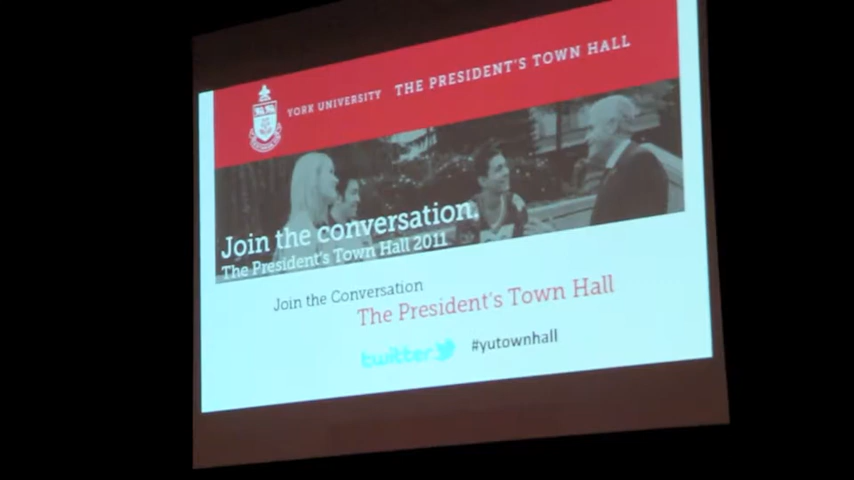 YORK UNIVERSITY THE PRESIDENT'S TOWN HALL
Join the conversation.
The President's Town Hall 2011
Join the Conversation
The President's Town Hall
twitter #yutownhall